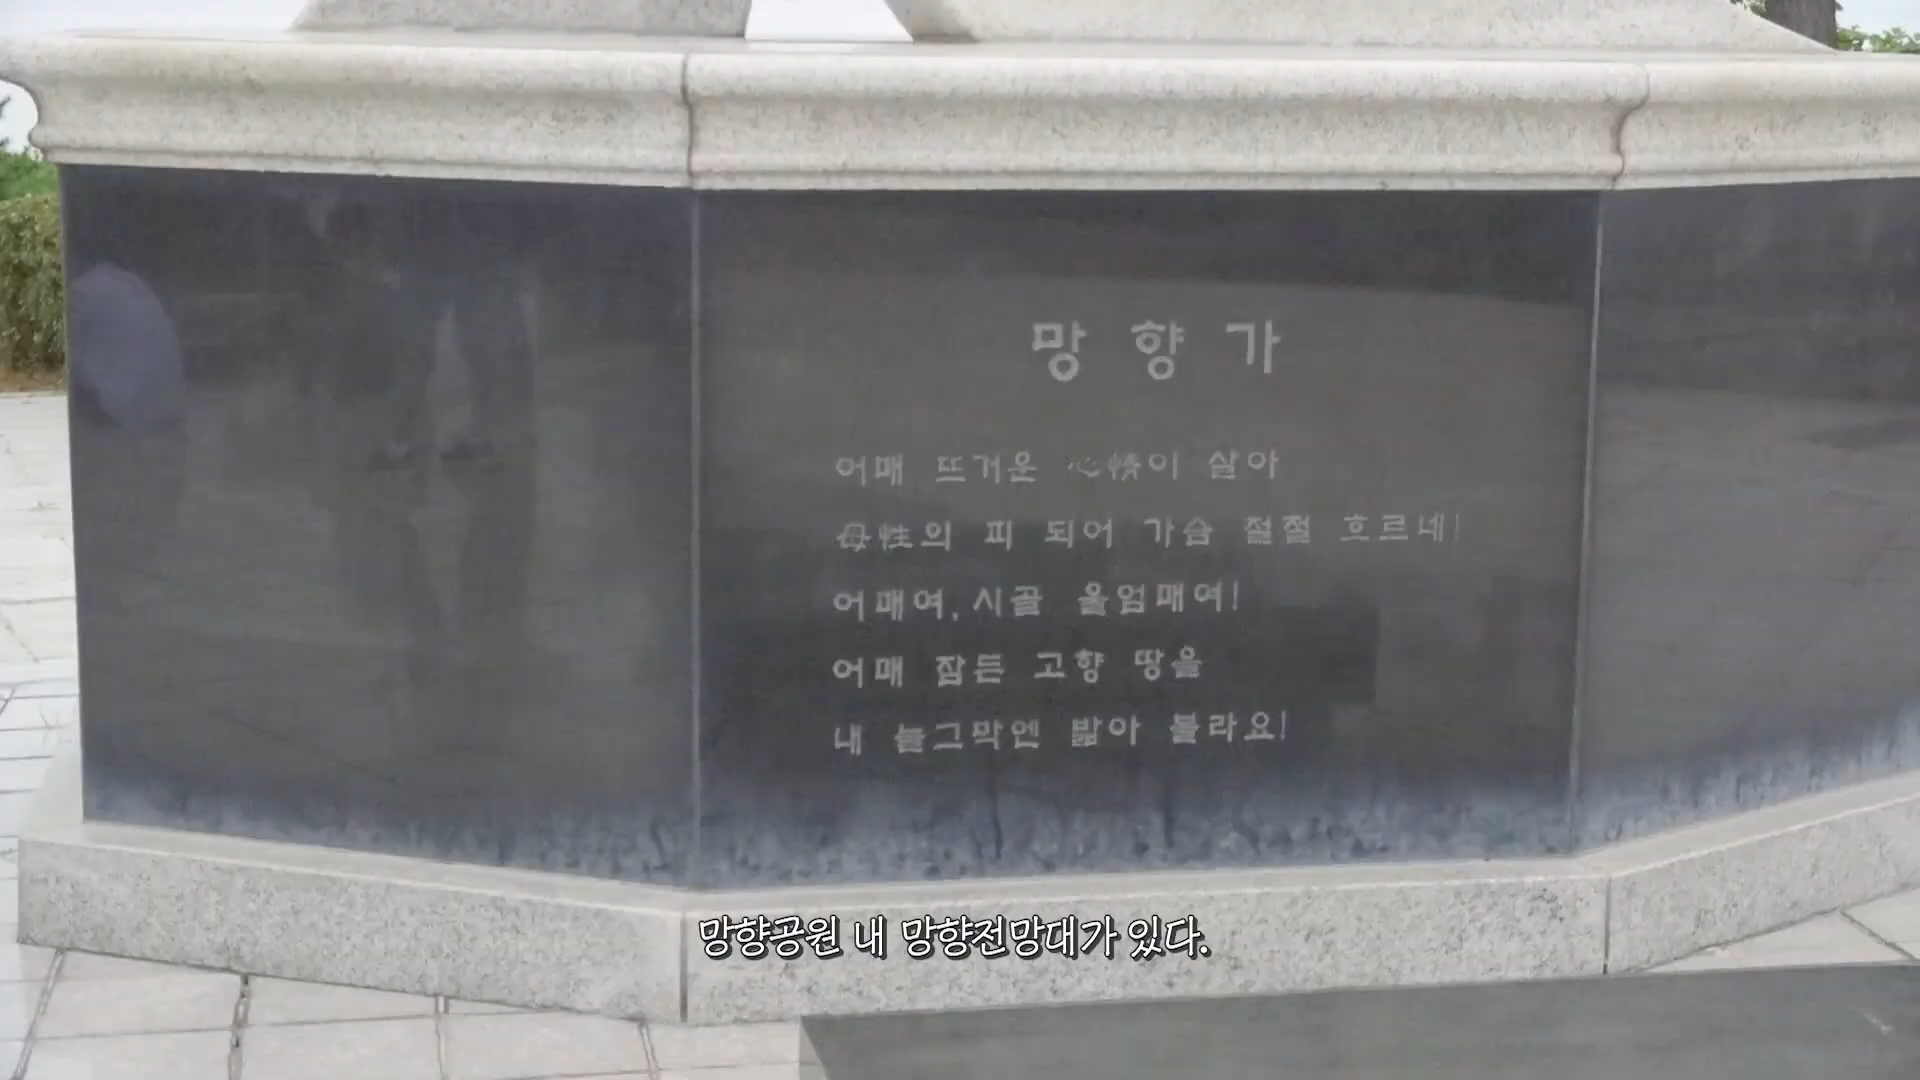 망향가
어매 뜨거운 心情이 살아
母性의 피 되어 가슴 절절 흐르네!
어매여, 시골 울엄매여!
어매 잠든 고향 땅을
내 늘그막엔 밟아 볼라요!
망향공원 내 망향전망대가 있다.